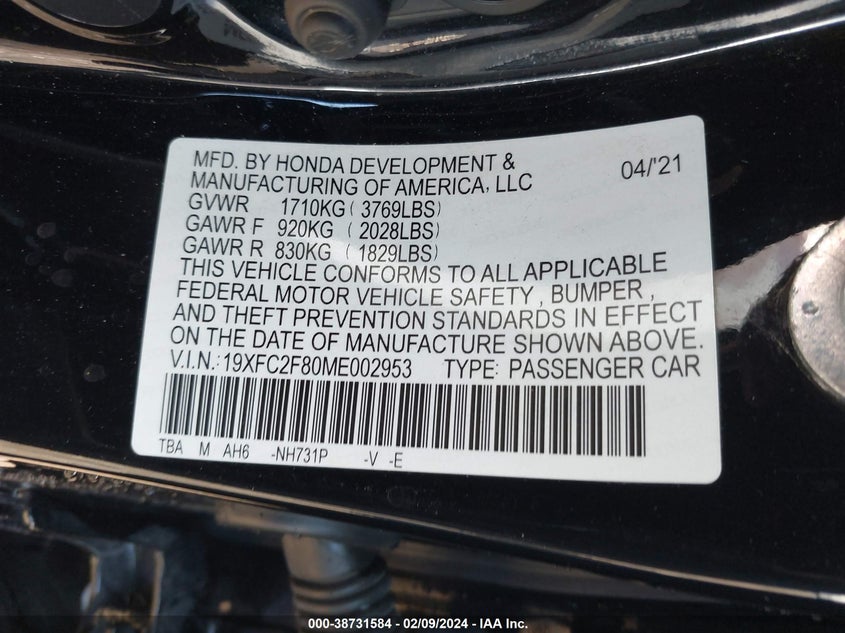 MFD. BY HONDA DEVELOPMENT & 04/'21
MANUFACTURING OF AMERICA, LLC
GVWR 1710KG ( 3769LBS)
GAWR F 920KG ( 2028LBS)
GAWR R 830KG ( 1829LBS)
THIS VEHICLE CONFORMS TO ALL APPLICABLE
FEDERAL MOTOR VEHICLE SAFETY , BUMPER ,
AND THEFT PREVENTION STANDARDS IN EFFECT
ON THE DATE OF MANUFACTURE SHOWN ABOVE.
V.I.N.:19XFC2F80ME002953 TYPE: PASSENGER CAR
TBA M AH6 -NH731P -V -E
000-38731584 / 02/09/2024 - IAA Inc.